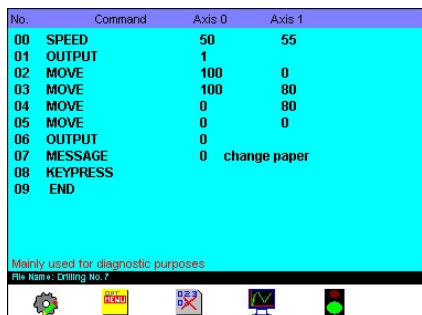 No. Command Axis 0 Axis 1
00 SPEED 50 55
01 OUTPUT 1
02 MOVE 100 0
03 MOVE 100 80
04 MOVE 0 80
05 MOVE 0 0
06 OUTPUT 0
07 MESSAGE 0 change paper
08 KEYPRESS
09 END
Mainly used for diagnostic purposes
File Name: Drilling No. 7
MENU
023